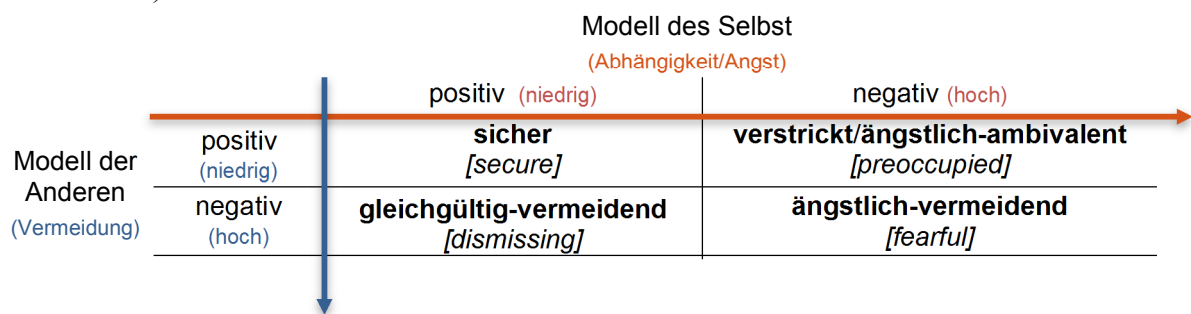 Modell des Selbst
(Abhängigkeit/Angst)
positiv (niedrig)
negativ (hoch)
Modell der
Anderen
(Vermeidung)
positiv
(niedrig)
sicher
[secure]
verstrickt/ängstlich-ambivalent
[preoccupied]
negativ
(hoch)
gleichgültig-vermeidend
[dismissing]
ängstlich-vermeidend
[fearful]